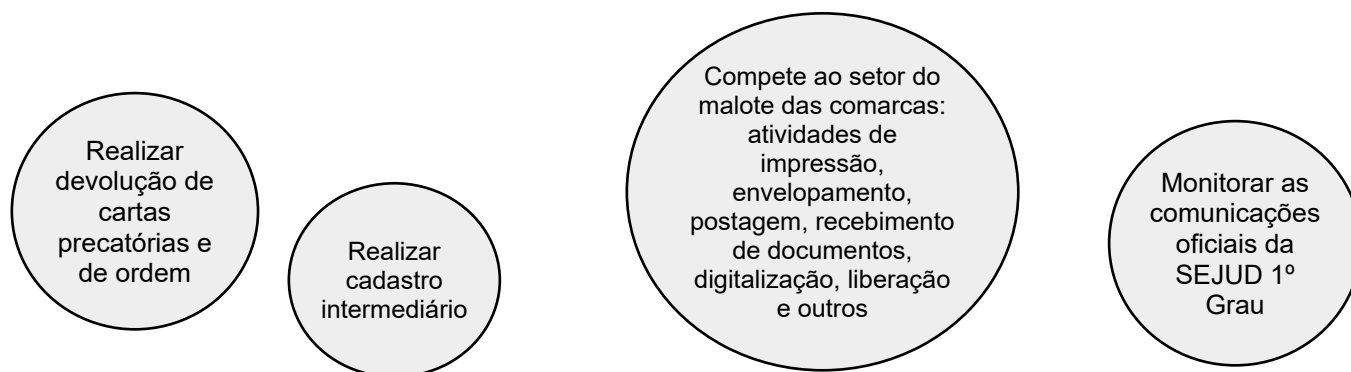 Realizar
devolução de
cartas
precatórias e
de ordem
Realizar
cadastro
intermediário
Compete ao setor do
malote das comarcas:
atividades de
impressão,
envelopamento,
postagem, recebimento
de documentos,
digitalização, liberação
e outros
Monitorar as
comunicações
oficiais da
SEJUD 1º
Grau